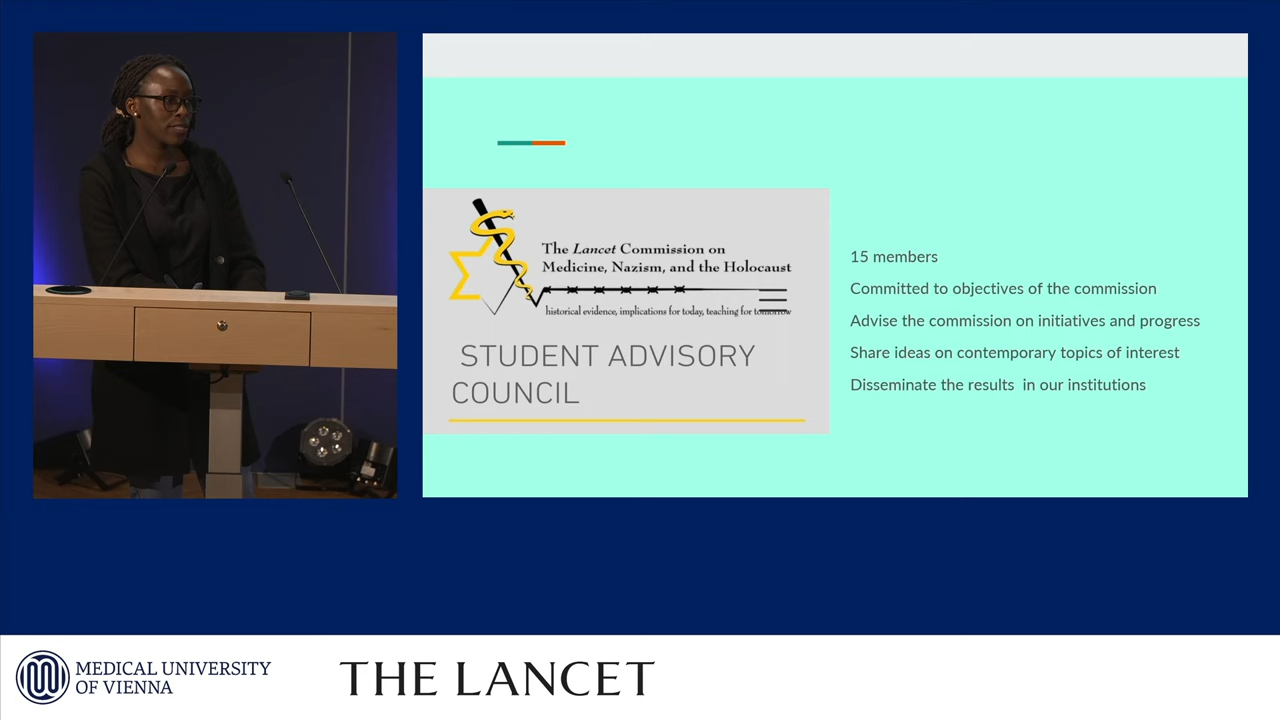 The Lancet Commission on
Medicine, Nazism, and the Holocaust
historical evidence, implications for today, teaching for tomorrow
STUDENT ADVISORY
COUNCIL
15 members
Committed to objectives of the commission
Advise the commission on initiatives and progress
Share ideas on contemporary topics of interest
Disseminate the results in our institutions
MEDICAL UNIVERSITY
OF VIENNA
THE LANCET